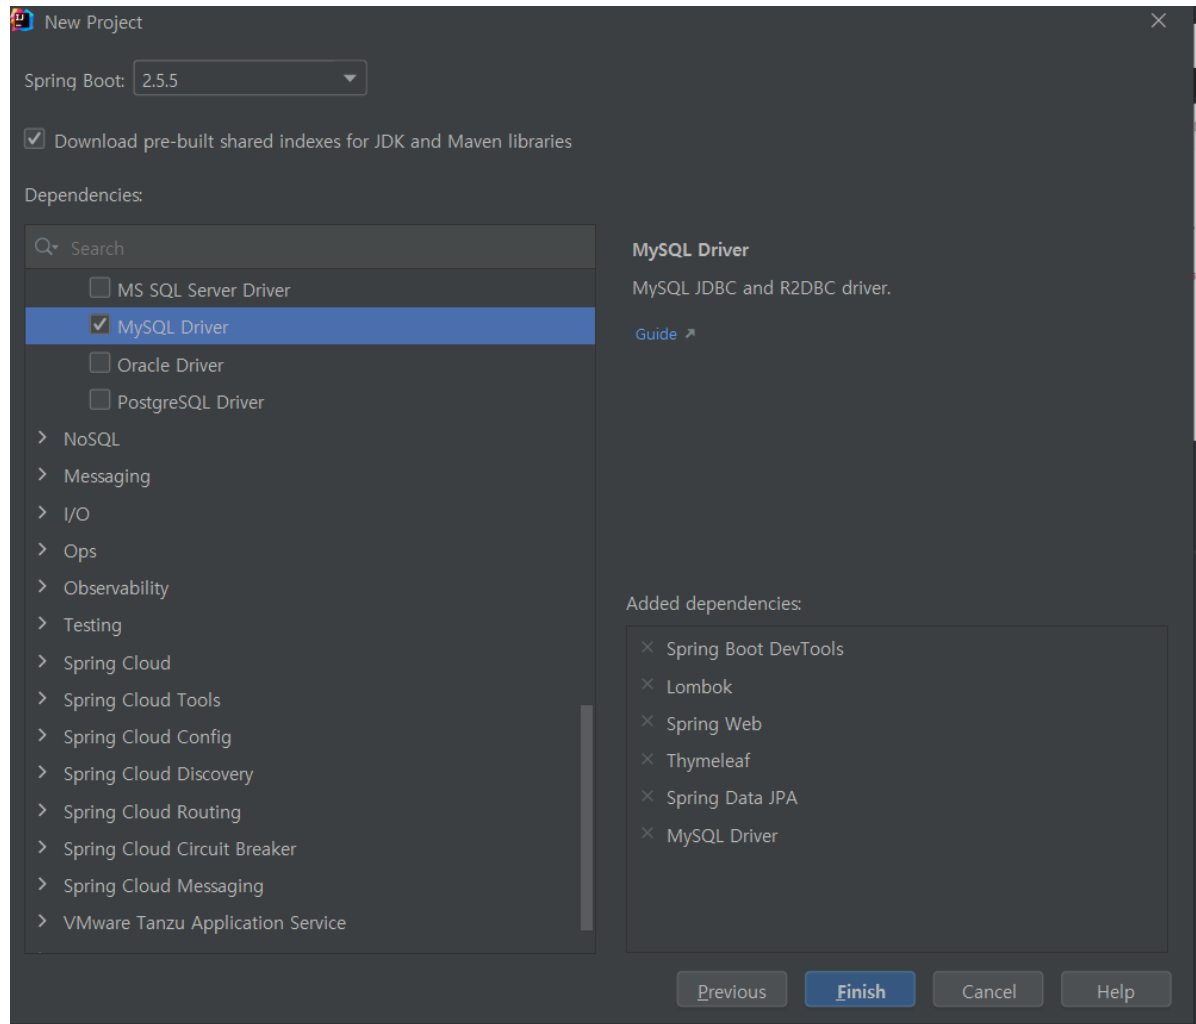 New Project
Spring Boot: 2.5.5
Download pre-built shared indexes for JDK and Maven libraries
Dependencies:
Search
MS SQL Server Driver
MySQL Driver
Oracle Driver
PostgreSQL Driver
NoSQL
Messaging
I/O
Ops
Observability
Testing
Spring Cloud
Spring Cloud Tools
Spring Cloud Config
Spring Cloud Discovery
Spring Cloud Routing
Spring Cloud Circuit Breaker
Spring Cloud Messaging
VMware Tanzu Application Service
MySQL Driver
MySQL JDBC and R2DBC driver.
Guide
Added dependencies:
Spring Boot DevTools
Lombok
Spring Web
Thymeleaf
Spring Data JPA
MySQL Driver
Previous
Finish
Cancel
Help